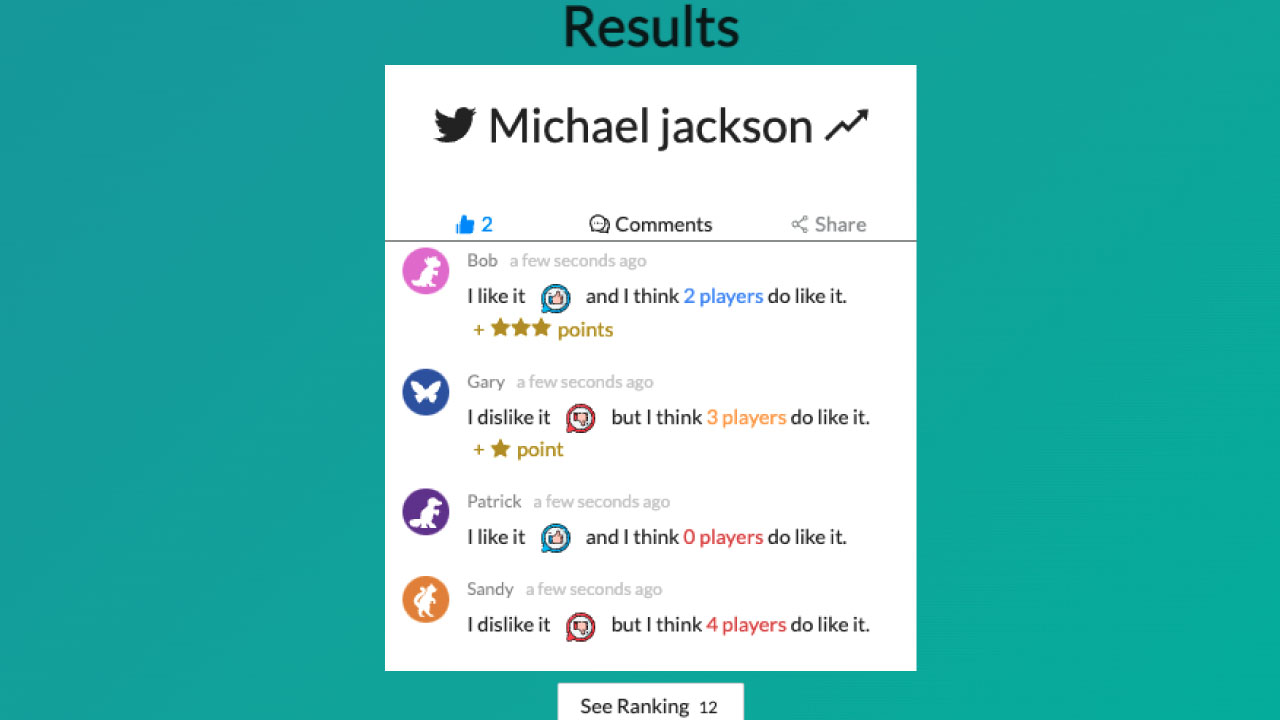 Results
Michael jackson
2 Comments Share
Bob a few seconds ago
I like it and I think 2 players do like it.
+ points
Gary a few seconds ago
I dislike it but I think 3 players do like it.
+ point
Patrick a few seconds ago
I like it and I think 0 players do like it.
Sandy a few seconds ago
I dislike it but I think 4 players do like it.
See Ranking 12